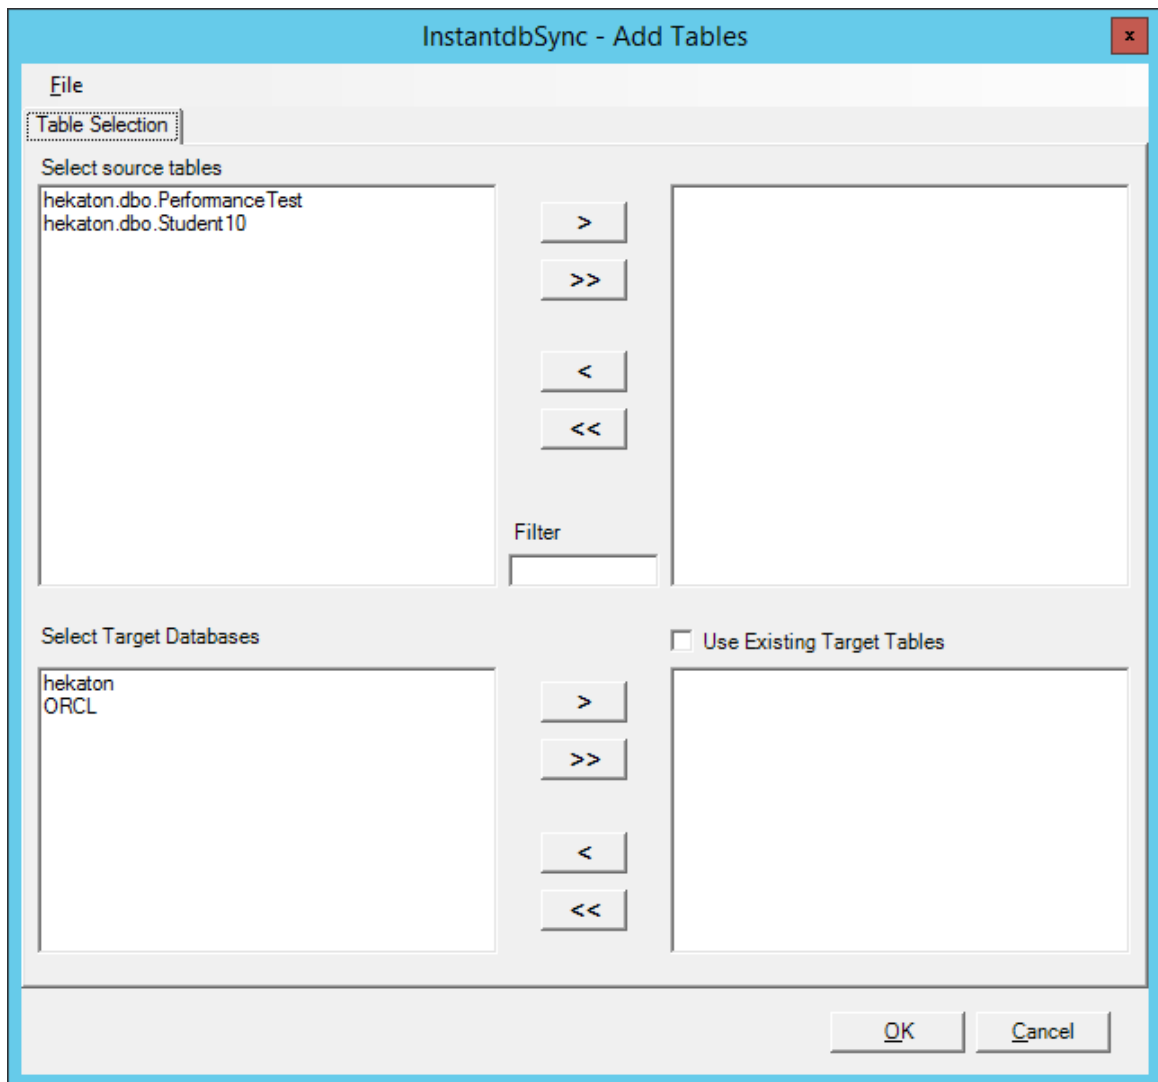 InstantdbSync - Add Tables
x
File
Table Selection
Select source tables
hekaton.dbo.PerformanceTest
hekaton.dbo.Student10
>
>>
<
<<
Filter
Select Target Databases
Use Existing Target Tables
hekaton
ORCL
>
>>
<
<<
OK
Cancel